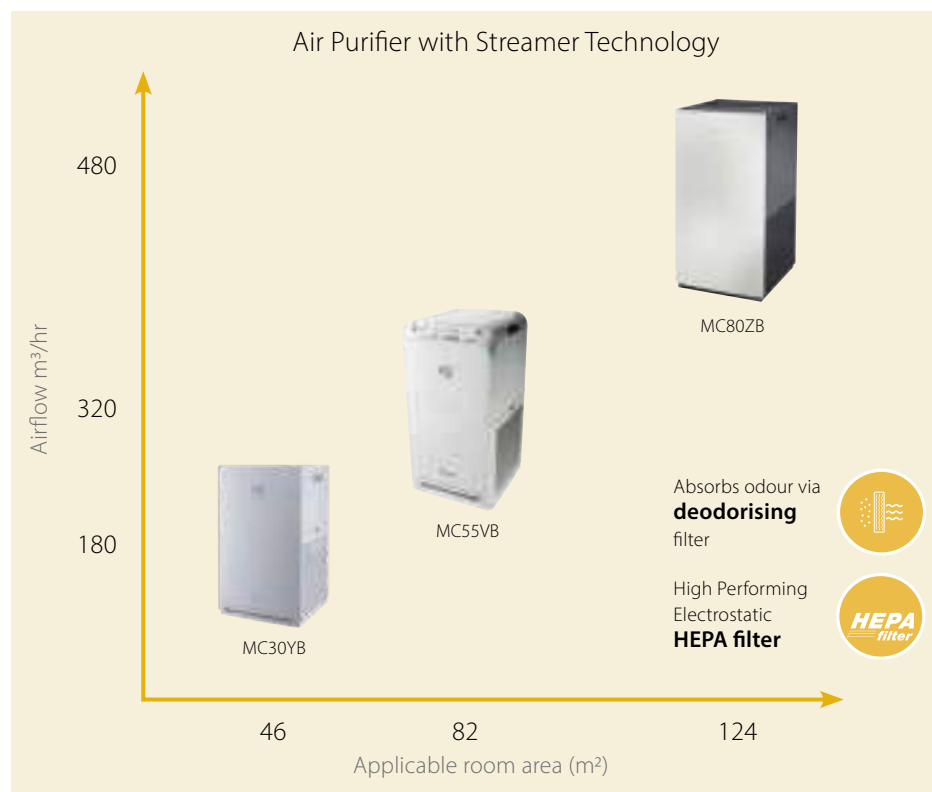 Air Purifier with Streamer Technology
480
MC80ZB
Airflow m³/hr
320
MC55VB
Absorbs odour via
deodorising
filter
180
High Performing
Electrostatic
HEPA filter
HEPA
filter
MC30YB
46
82
124
Applicable room area (m²)